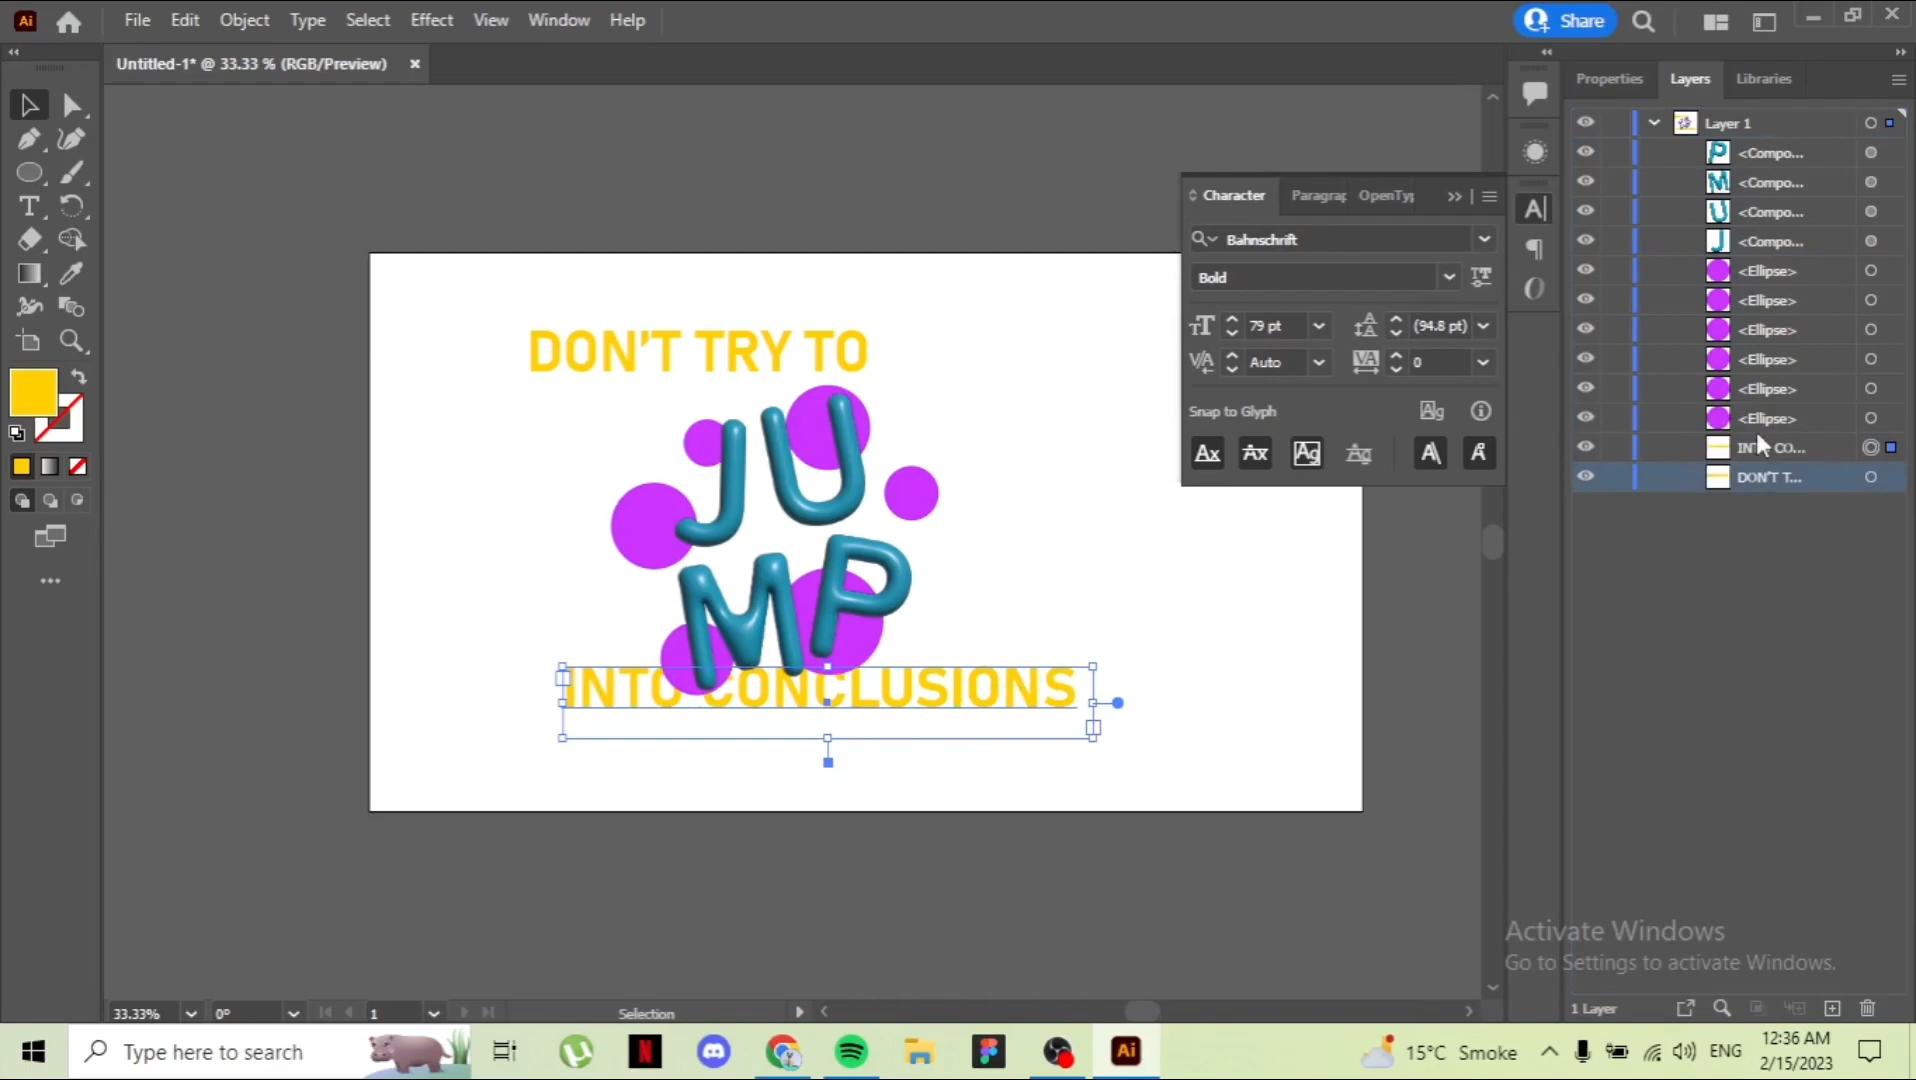 Ai File Edit Object Type Select Effect View Window Help Share
Untitled-1* @ 33.33 % (RGB/Preview)
DON'T TRY TO
JU
MP
INTO CONCLUSIONS
Character Paragrap OpenTyp
Bahnschrift
Bold
79 pt (94.8 pt)
Auto 0
Snap to Glyph
Properties Layers Libraries
Layer 1
<Compo...
<Compo...
<Compo...
<Compo...
<Ellipse>
<Ellipse>
<Ellipse>
<Ellipse>
<Ellipse>
<Ellipse>
CO...
DON'T T...
Activate Windows
Go to Settings to activate Windows.
33.33% 0° 1 Selection
1 Layer
Type here to search
15°C Smoke
ENG
12:36 AM
2/15/2023